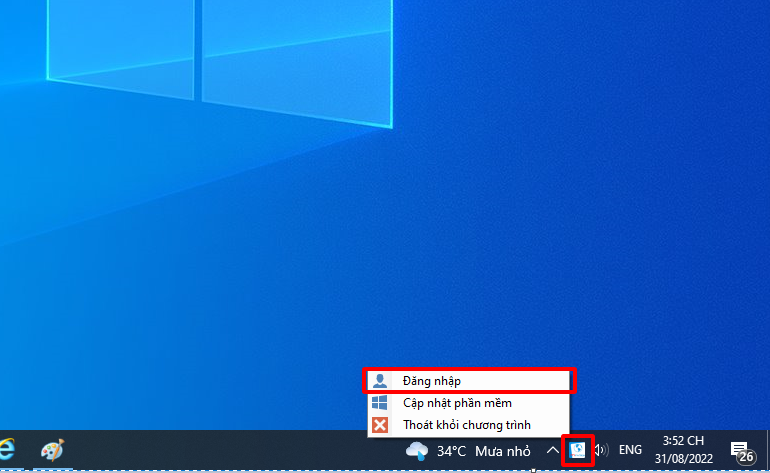 Đăng nhập
Cập nhật phần mềm
Thoát khỏi chương trình
34°C Mưa nhỏ
ENG
3:52 CH
31/08/2022
26